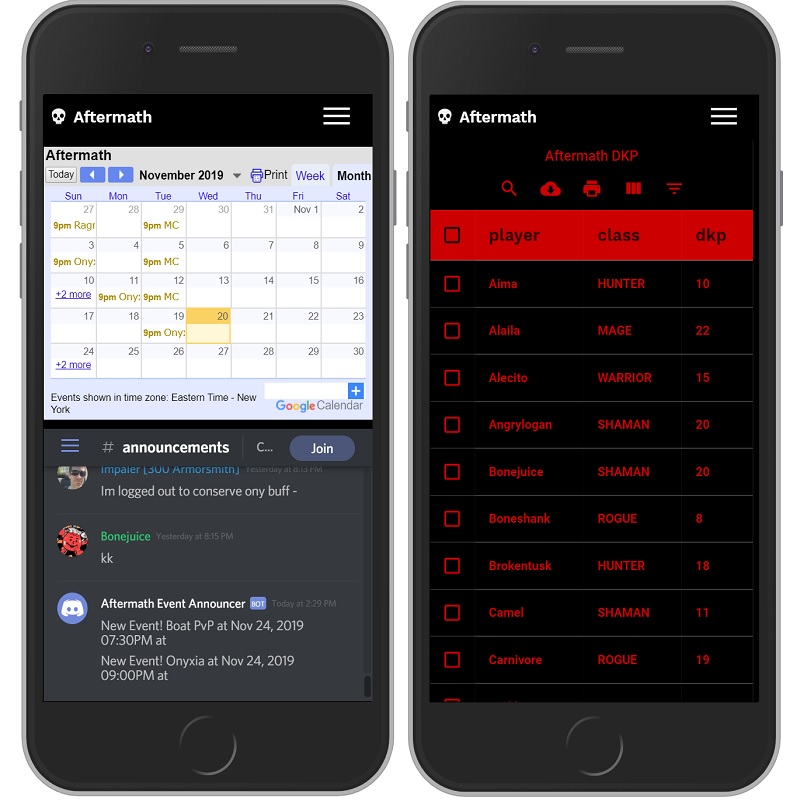 Aftermath
Aftermath
Today November 2019 Print Week Month
Sun Mon Tue Wed Thu Fri Sat
27 28 29 30 31 Nov 1 2
9pm Ragr 9pm MC
3 4 5 6 7 8 9
9pm Ony: 9pm MC
10 11 12 13 14 15 16
+2 more 9pm Ony: 9pm MC
17 18 19 20 21 22 23
9pm Ony:
24 25 26 27 28 29 30
+2 more
Events shown in time zone: Eastern Time - New
York
Google Calendar
# announcements C... Join
Impaler [300 Armorsmith] Yesterday at 8:13 PM
Im logged out to conserve ony buff -
Bonejuice Yesterday at 8:15 PM
kk
Aftermath Event Announcer BOT Today at 2:29 PM
New Event! Boat PvP at Nov 24, 2019
07:30PM at
New Event! Onyxia at Nov 24, 2019
09:00PM at
Aftermath
Aftermath DKP
player class dkp
Aima HUNTER 10
Alaila MAGE 22
Alecito WARRIOR 15
Angrylogan SHAMAN 20
Bonejuice SHAMAN 20
Boneshank ROGUE 8
Brokentusk HUNTER 18
Camel SHAMAN 11
Carnivore ROGUE 19